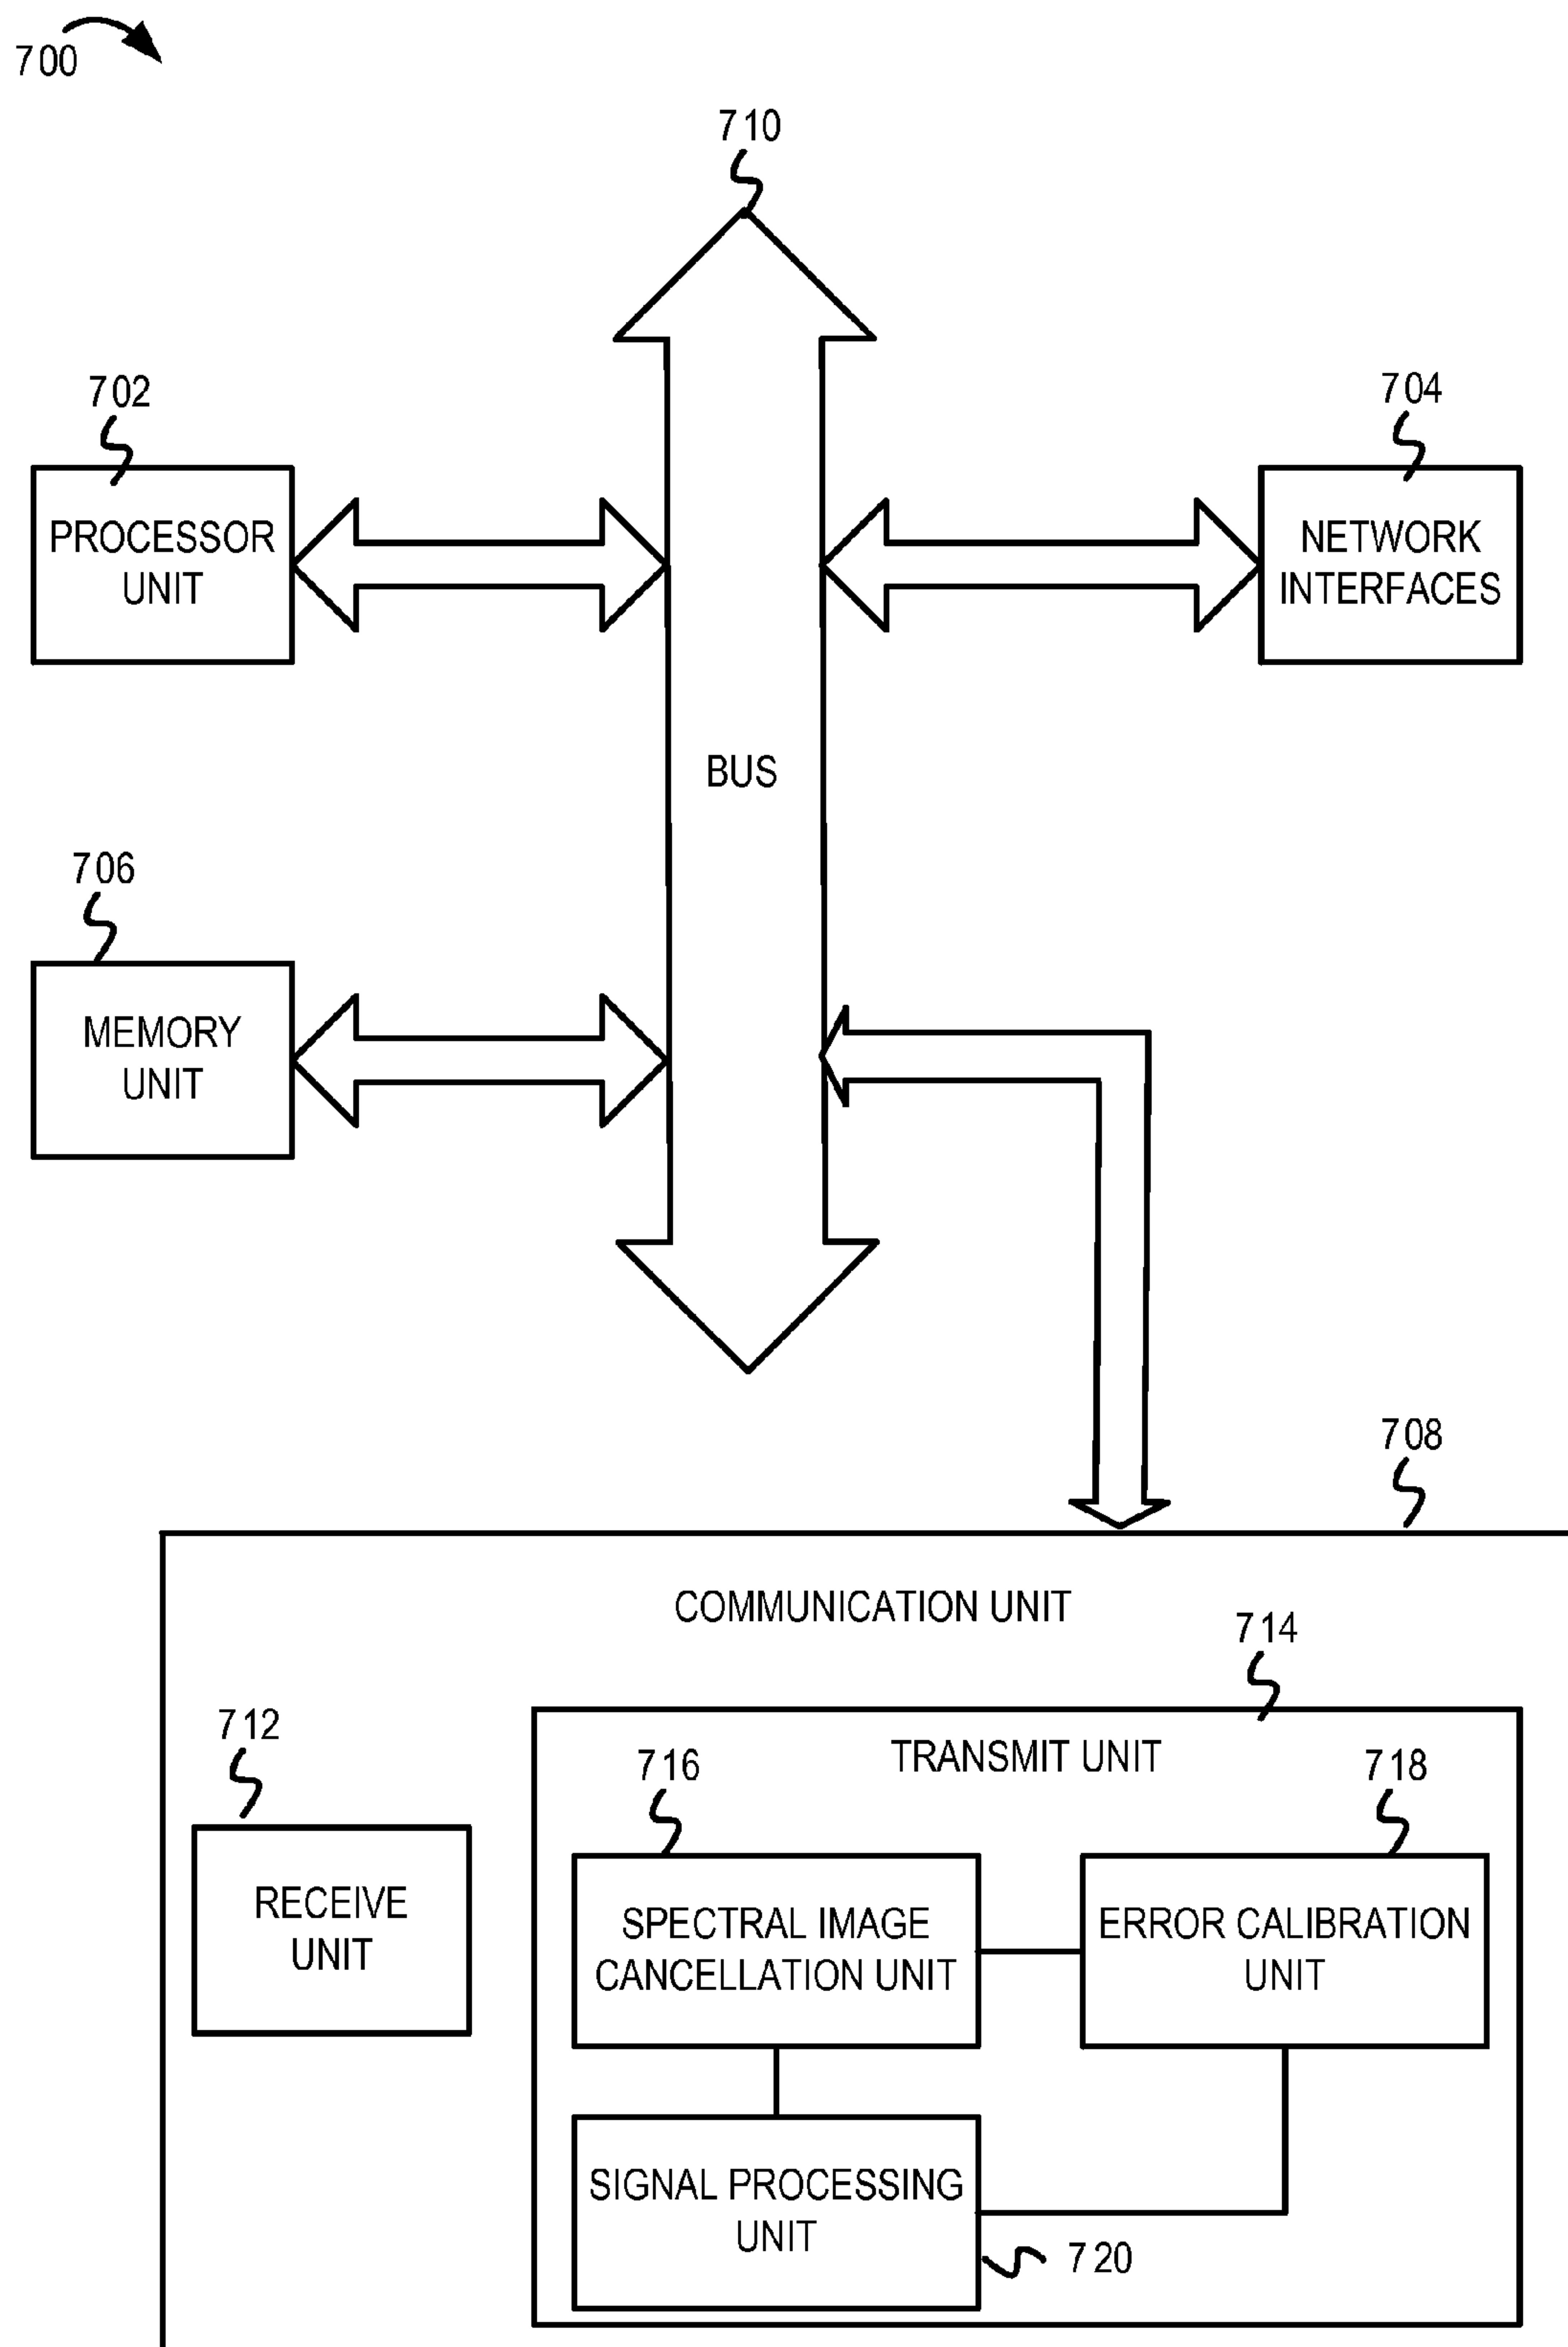 700
710
702
704
PROCESSOR
UNIT
NETWORK
INTERFACES
BUS
706
MEMORY
UNIT
708
COMMUNICATION UNIT
714
712
TRANSMIT UNIT
716
718
RECEIVE
UNIT
SPECTRAL IMAGE
CANCELLATION UNIT
ERROR CALIBRATION
UNIT
SIGNAL PROCESSING
UNIT
720